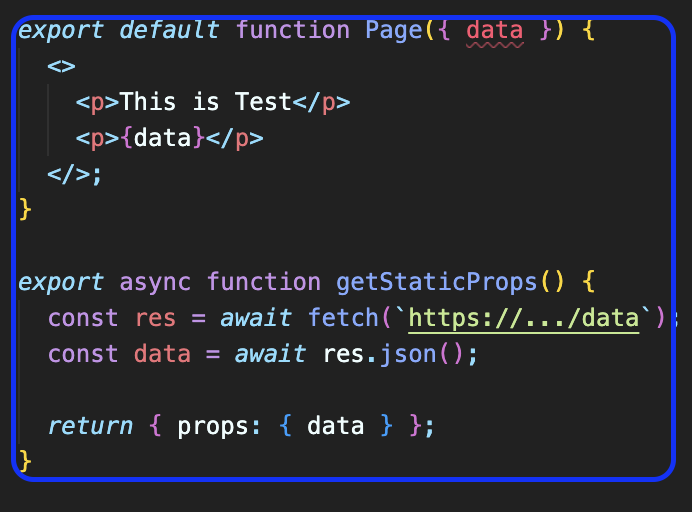 export default function Page({ data }) {
<>
<p>This is Test</p>
<p>{data}</p>
</>;
}
export async function getStaticProps() {
const res = await fetch(`https://.../data`);
const data = await res.json();
return { props: { data } };
}